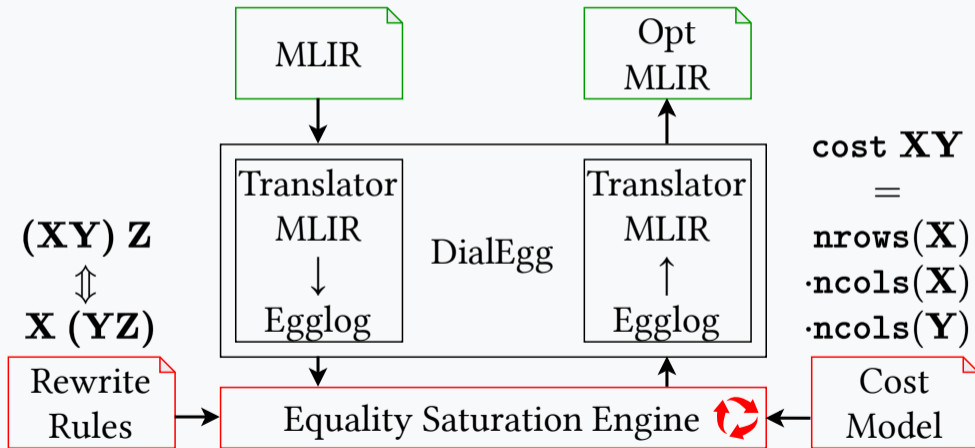 MLIR
Opt
MLIR
Translator
MLIR
↓
Egglog
DialEgg
Translator
MLIR
↑
Egglog
(XY) Z
⇕
X (YZ)
cost XY
=
nrows(X)
·ncols(X)
·ncols(Y)
Rewrite
Rules
Equality Saturation Engine
Cost
Model